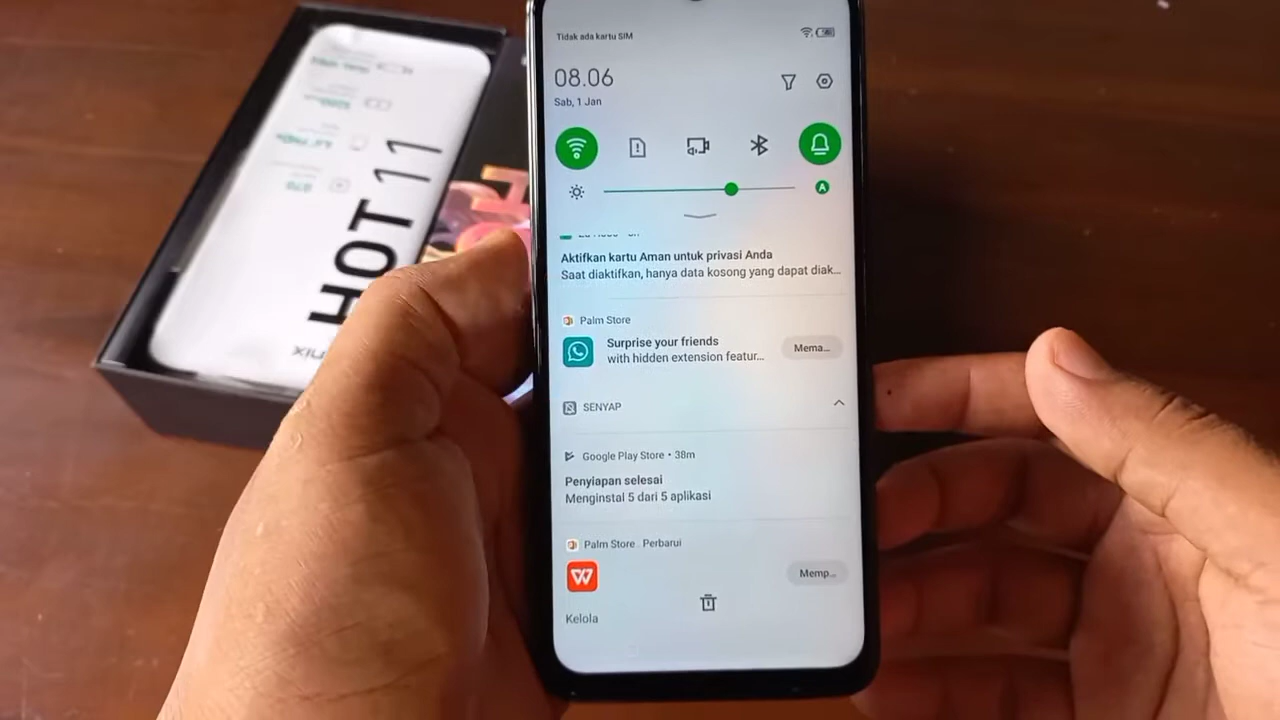 Tidak ada kartu SIM
08.06
Sab, 1 Jan
A
Aktifkan kartu Aman untuk privasi Anda
Saat diaktifkan, hanya data kosong yang dapat diak...
Palm Store
Surprise your friends
with hidden extension featur...
Mema...
SENYAP
Google Play Store • 38m
Penyiapan selesai
Menginstal 5 dari 5 aplikasi
Palm Store . Perbarui
Memp...
Kelola
HOT 11